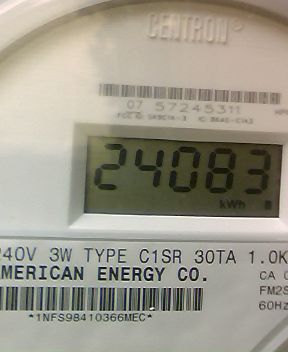 CENTRON®
07 57245311
24083
kWh
240V 3W TYPE C1SR 30TA 1.0K
AMERICAN ENERGY CO.
CA
FM2S
60Hz
*1NFS98410366MEC*